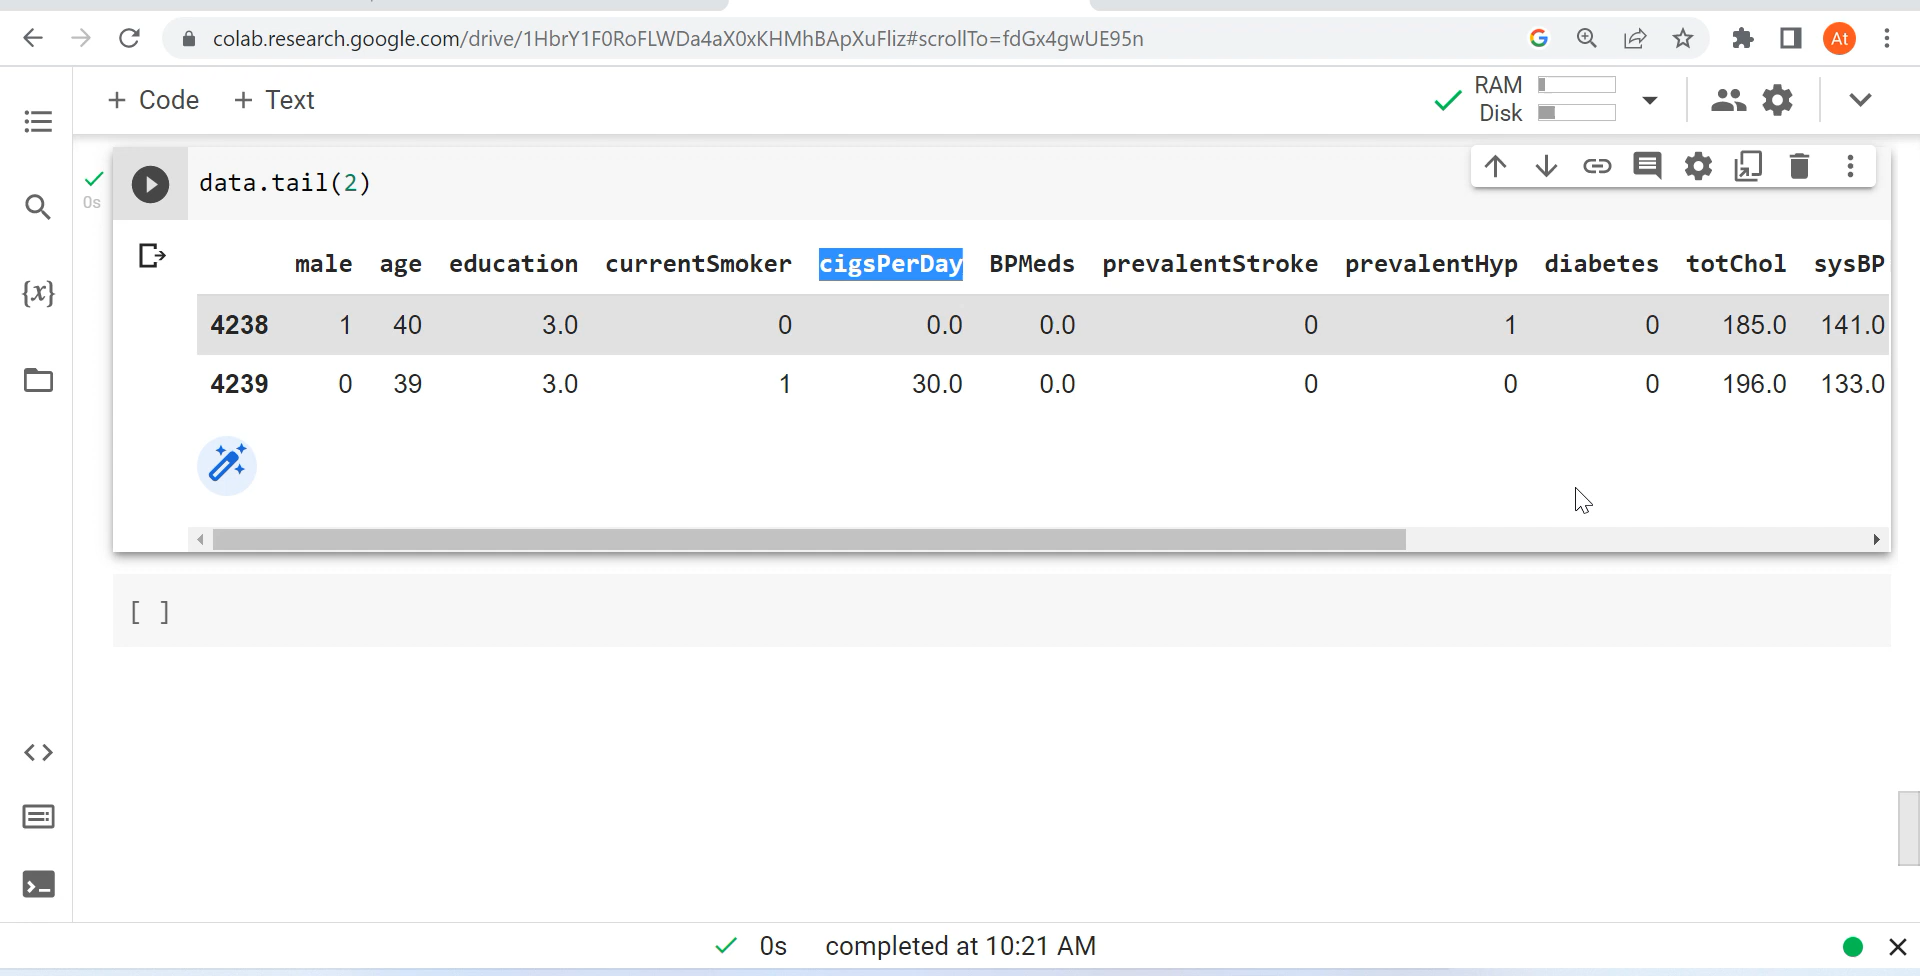 colab.research.google.com/drive/1HbrY1F0RoFLWDa4aX0xKHMhBApXuFliz#scrollTo=fdGx4gwUE95n
At
+ Code + Text
RAM
Disk
0s
data.tail(2)
male age education currentSmoker cigsPerDay BPMeds prevalentStroke prevalentHyp diabetes totChol sysBP
4238 1 40 3.0 0 0.0 0.0 0 1 0 185.0 141.0
4239 0 39 3.0 1 30.0 0.0 0 0 0 196.0 133.0
{x}
[ ]
0s completed at 10:21 AM